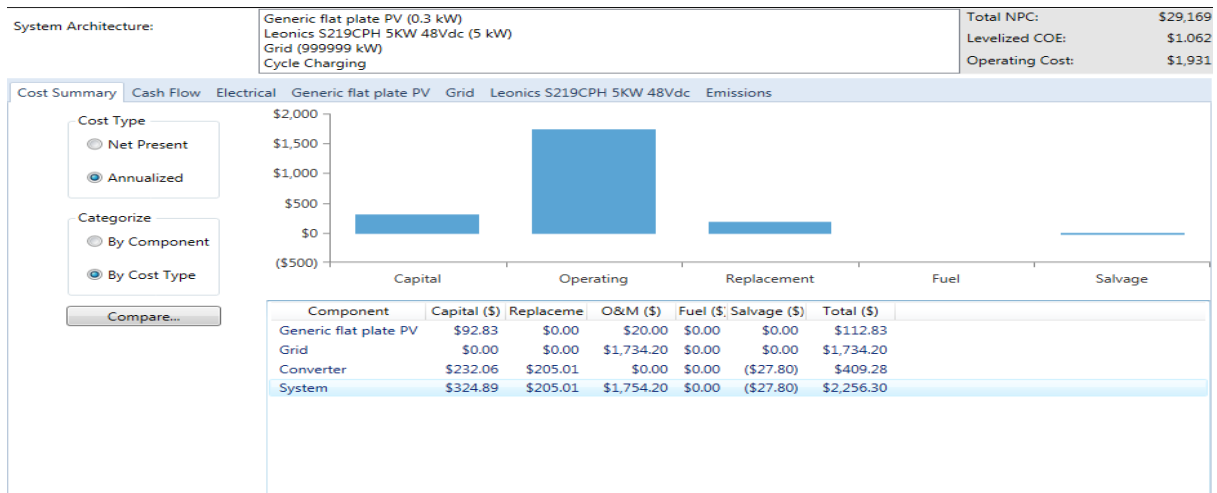 System Architecture:
Generic flat plate PV (0.3 kW)
Leonics S219CPH 5KW 48Vdc (5 kW)
Grid (999999 kW)
Cycle Charging
Total NPC: $29,169
Levelized COE: $1.062
Operating Cost: $1,931
Cost Summary Cash Flow Electrical Generic flat plate PV Grid Leonics S219CPH 5KW 48Vdc Emissions
Cost Type
Net Present
Annualized
Categorize
By Component
By Cost Type
Compare...
$2,000
$1,500
$1,000
$500
$0
($500)
Capital Operating Replacement Fuel Salvage
Component Capital ($) Replaceme O&M ($) Fuel ($ Salvage ($) Total ($)
Generic flat plate PV $92.83 $0.00 $20.00 $0.00 $0.00 $112.83
Grid $0.00 $0.00 $1,734.20 $0.00 $0.00 $1,734.20
Converter $232.06 $205.01 $0.00 $0.00 ($27.80) $409.28
System $324.89 $205.01 $1,754.20 $0.00 ($27.80) $2,256.30